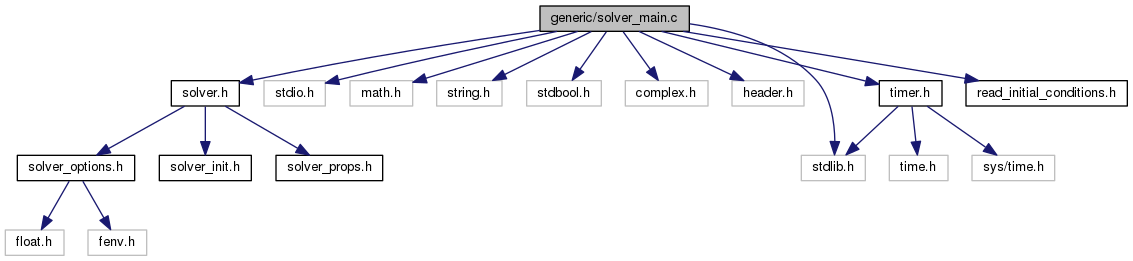 generic/solver_main.c
solver.h
stdio.h
math.h
string.h
stdbool.h
complex.h
header.h
timer.h
read_initial_conditions.h
solver_options.h
solver_init.h
solver_props.h
stdlib.h
time.h
sys/time.h
float.h
fenv.h